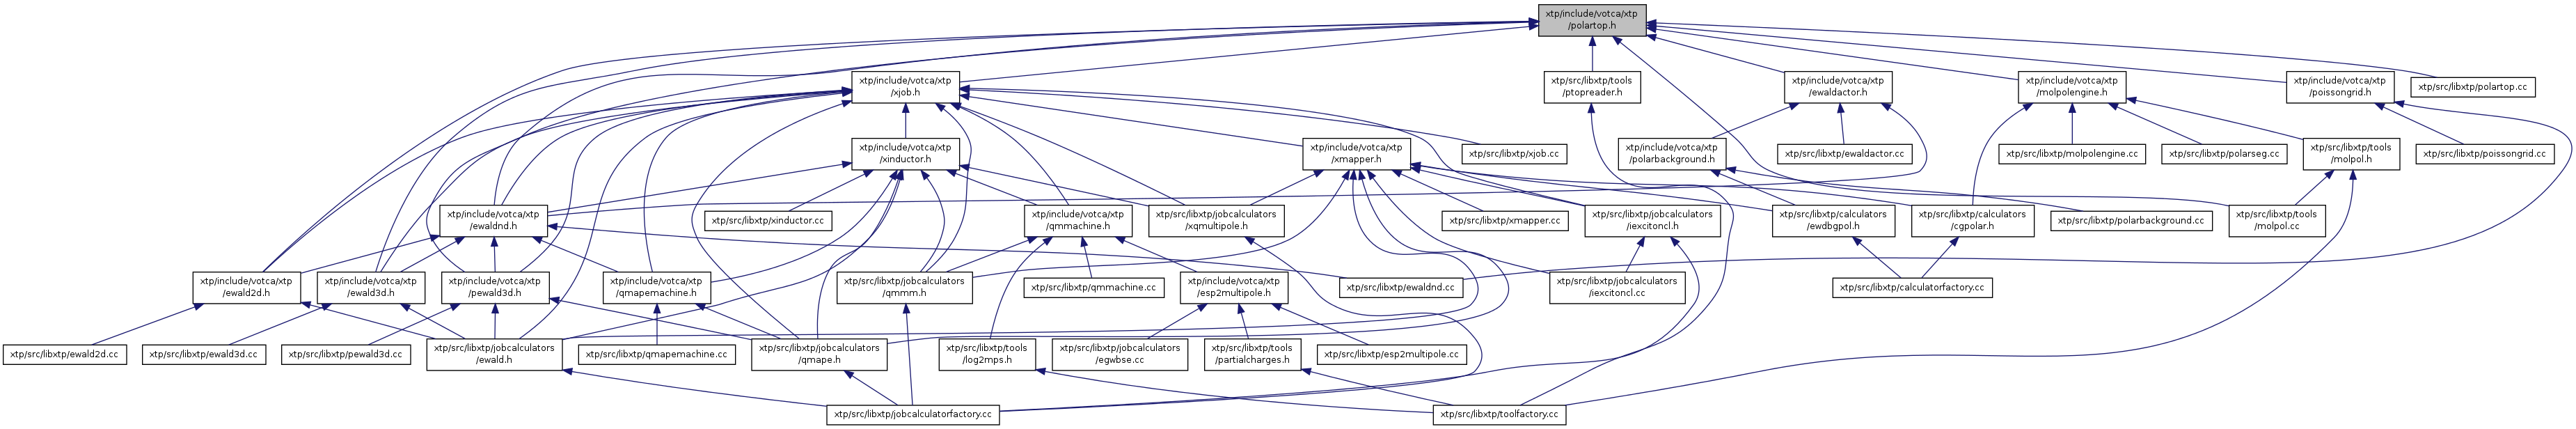 xtp/include/votca/xtp
/polartop.h
xtp/include/votca/xtp
/xjob.h
xtp/src/libxtp/tools
/ptopreader.h
xtp/include/votca/xtp
/ewaldactor.h
xtp/include/votca/xtp
/molpolengine.h
xtp/include/votca/xtp
/poissongrid.h
xtp/src/libxtp/polartop.cc
xtp/include/votca/xtp
/xinductor.h
xtp/include/votca/xtp
/xmapper.h
xtp/src/libxtp/xjob.cc
xtp/include/votca/xtp
/polarbackground.h
xtp/src/libxtp/ewaldactor.cc
xtp/src/libxtp/molpolengine.cc
xtp/src/libxtp/polarseg.cc
xtp/src/libxtp/tools
/molpol.h
xtp/src/libxtp/poissongrid.cc
xtp/include/votca/xtp
/ewaldnd.h
xtp/src/libxtp/xinductor.cc
xtp/include/votca/xtp
/qmmachine.h
xtp/src/libxtp/jobcalculators
/xqmultipole.h
xtp/src/libxtp/xmapper.cc
xtp/src/libxtp/jobcalculators
/iexcitoncl.h
xtp/src/libxtp/calculators
/ewdbgpol.h
xtp/src/libxtp/calculators
/cgpolar.h
xtp/src/libxtp/polarbackground.cc
xtp/src/libxtp/tools
/molpol.cc
xtp/include/votca/xtp
/ewald2d.h
xtp/include/votca/xtp
/ewald3d.h
xtp/include/votca/xtp
/pewald3d.h
xtp/include/votca/xtp
/qmapemachine.h
xtp/src/libxtp/jobcalculators
/qmmm.h
xtp/src/libxtp/qmmachine.cc
xtp/include/votca/xtp
/esp2multipole.h
xtp/src/libxtp/ewaldnd.cc
xtp/src/libxtp/jobcalculators
/iexcitoncl.cc
xtp/src/libxtp/calculatorfactory.cc
xtp/src/libxtp/ewald2d.cc
xtp/src/libxtp/ewald3d.cc
xtp/src/libxtp/pewald3d.cc
xtp/src/libxtp/jobcalculators
/ewald.h
xtp/src/libxtp/qmapemachine.cc
xtp/src/libxtp/jobcalculators
/qmape.h
xtp/src/libxtp/tools
/log2mps.h
xtp/src/libxtp/jobcalculators
/egwbse.cc
xtp/src/libxtp/tools
/partialcharges.h
xtp/src/libxtp/esp2multipole.cc
xtp/src/libxtp/jobcalculatorfactory.cc
xtp/src/libxtp/toolfactory.cc